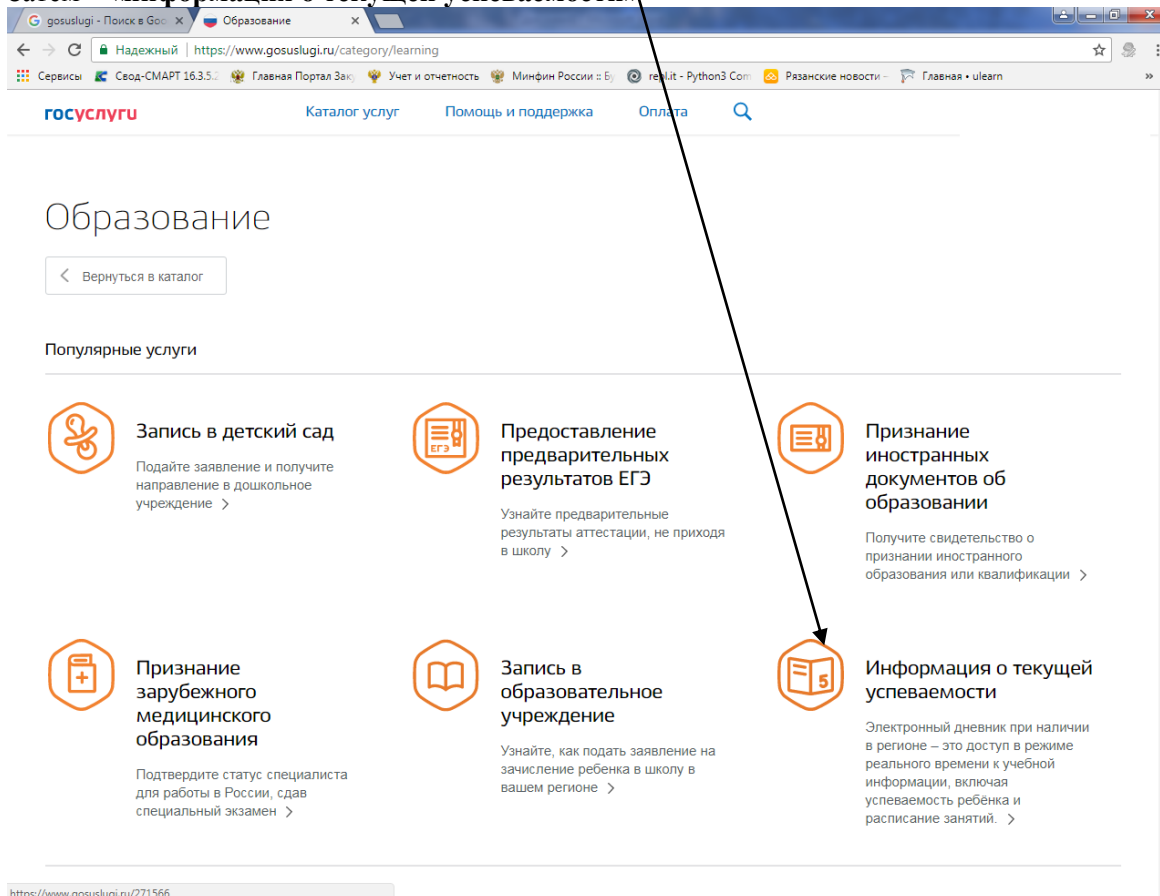 Затем – «Информация о текущей успеваемости»
gosuslugi - Поиск в Goo
Образование
Надежный | https://www.gosuslugi.ru/category/learning
Сервисы Свод-СМАРТ 16.3.5.2 Главная Портал Зак Учет и отчетность Минфин России :: Б repl.it - Python3 Com Рязанские новости - Главная • ulearn »
госуслуги Каталог услуг Помощь и поддержка Оплата
Образование
Вернуться в каталог
Популярные услуги
Запись в детский сад
Подайте заявление и получите
направление в дошкольное
учреждение >
ЕГЭ
Предоставление
предварительных
результатов ЕГЭ
Узнайте предварительные
результаты аттестации, не приходя
в школу >
Признание
иностранных
документов об
образовании
Получите свидетельство о
признании иностранного
образования или квалификации >
Признание
зарубежного
медицинского
образования
Подтвердите статус специалиста
для работы в России, сдав
специальный экзамен >
Запись в
образовательное
учреждение
Узнайте, как подать заявление на
зачисление ребенка в школу в
вашем регионе >
5
Информация о текущей
успеваемости
Электронный дневник при наличии
в регионе – это доступ в режиме
реального времени к учебной
информации, включая
успеваемость ребёнка и
расписание занятий. >
https://www.gosuslugi.ru/271566